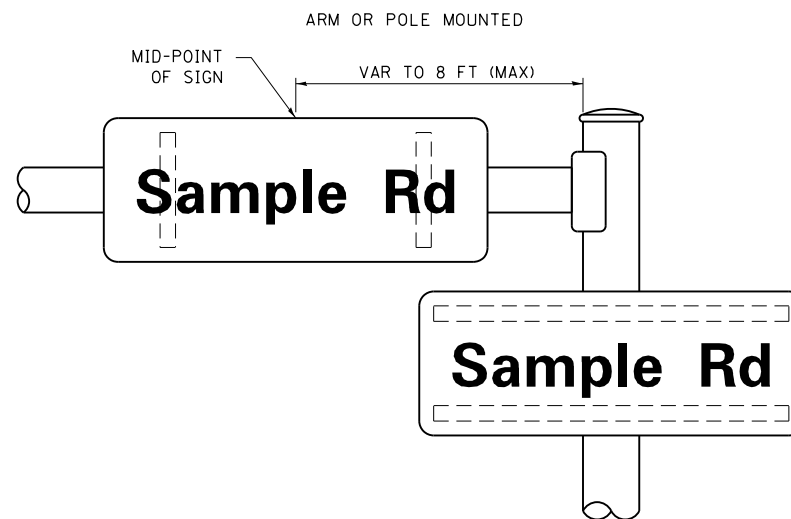 ARM OR POLE MOUNTED
MID-POINT
OF SIGN
VAR TO 8 FT (MAX)
Sample Rd
Sample Rd